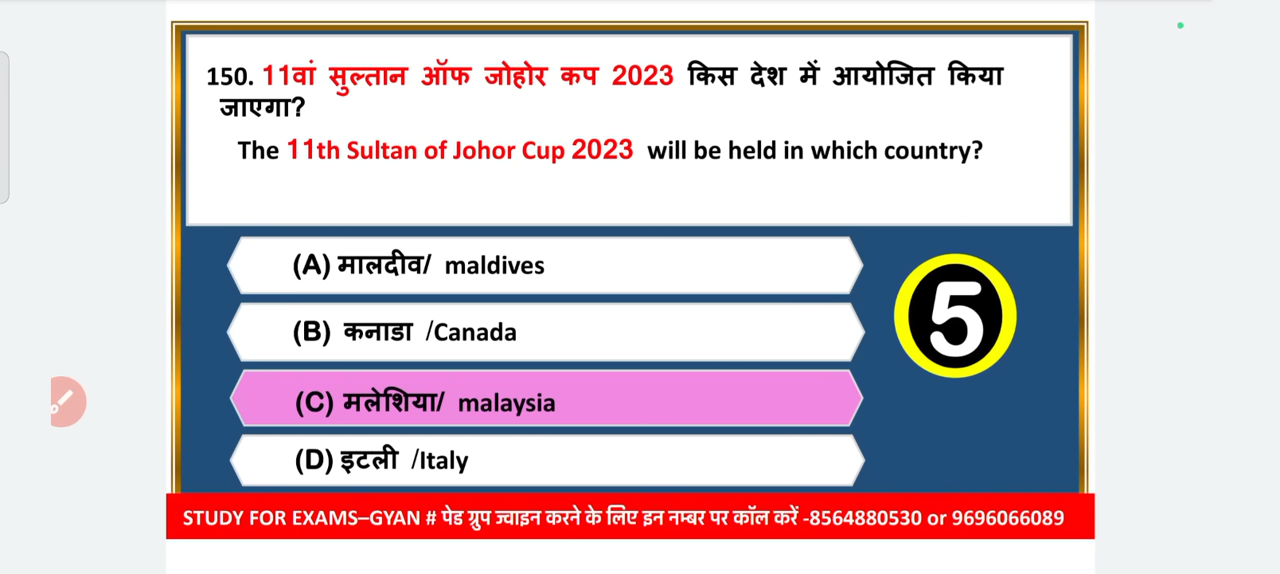 150. 11वां सुल्तान ऑफ जोहोर कप 2023 किस देश में आयोजित किया
जाएगा?
The 11th Sultan of Johor Cup 2023 will be held in which country?
(A) मालदीव/ maldives
(B) कनाडा /Canada
5
(C) मलेशिया/ malaysia
(D) इटली /Italy
STUDY FOR EXAMS–GYAN # पेड ग्रुप ज्वाइन करने के लिए इन नम्बर पर कॉल करें -8564880530 or 9696066089